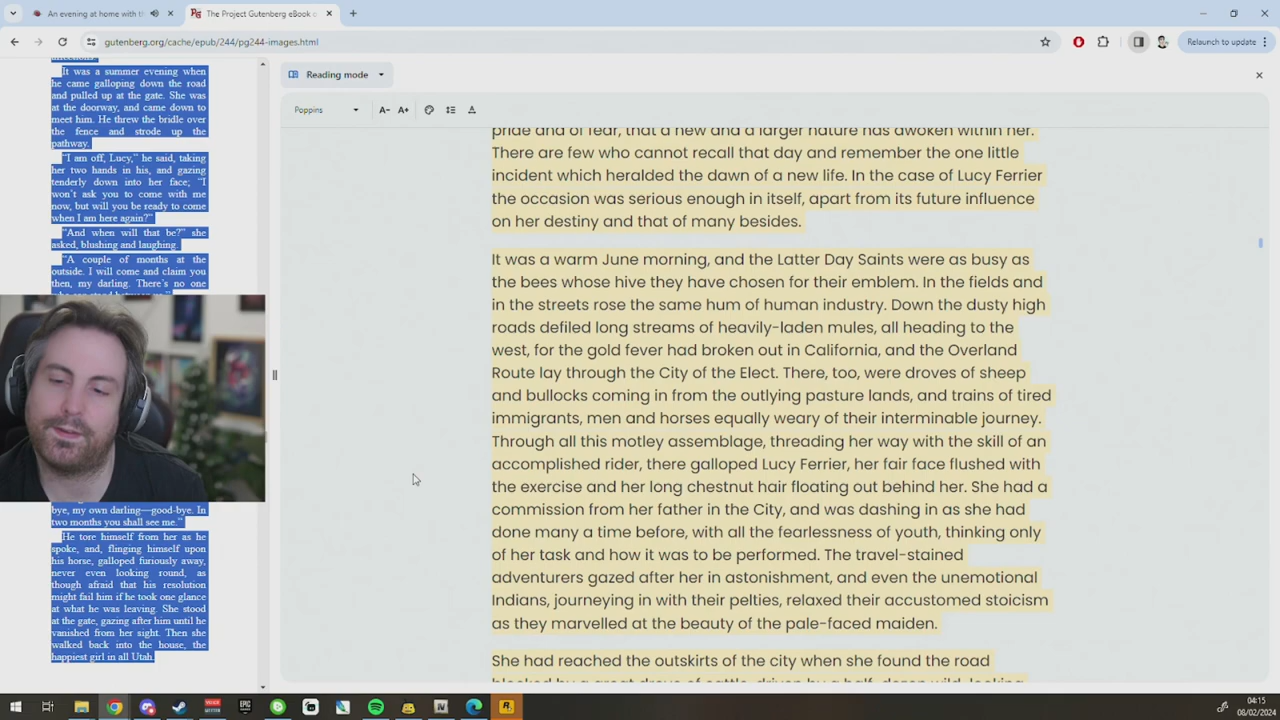 An evening at home with th
The Project Gutenberg eBook o
gutenberg.org/cache/epub/244/pg244-images.html
Relaunch to update
Reading mode
Poppins
A-
A+
affections.
It was a summer evening when
he came galloping down the road
and pulled up at the gate. She was
at the doorway, and came down to
meet him. He threw the bridle over
the fence and strode up the
pathway.
“I am off, Lucy,” he said, taking
her two hands in his, and gazing
tenderly down into her face; “I
won’t ask you to come with me
now, but will you be ready to come
when I am here again?”
“And when will that be?” she
asked, blushing and laughing.
“A couple of months at the
outside. I will come and claim you
then, my darling. There’s no one
bye, my own darling—good-bye. In
two months you shall see me.”
He tore himself from her as he
spoke, and, flinging himself upon
his horse, galloped furiously away,
never even looking round, as
though afraid that his resolution
might fail him if he took one glance
at what he was leaving. She stood
at the gate, gazing after him until he
vanished from her sight. Then she
walked back into the house, the
happiest girl in all Utah.
pride and of fear, that a new and a larger nature has awoken within her.
There are few who cannot recall that day and remember the one little
incident which heralded the dawn of a new life. In the case of Lucy Ferrier
the occasion was serious enough in itself, apart from its future influence
on her destiny and that of many besides.
It was a warm June morning, and the Latter Day Saints were as busy as
the bees whose hive they have chosen for their emblem. In the fields and
in the streets rose the same hum of human industry. Down the dusty high
roads defiled long streams of heavily-laden mules, all heading to the
west, for the gold fever had broken out in California, and the Overland
Route lay through the City of the Elect. There, too, were droves of sheep
and bullocks coming in from the outlying pasture lands, and trains of tired
immigrants, men and horses equally weary of their interminable journey.
Through all this motley assemblage, threading her way with the skill of an
accomplished rider, there galloped Lucy Ferrier, her fair face flushed with
the exercise and her long chestnut hair floating out behind her. She had a
commission from her father in the City, and was dashing in as she had
done many a time before, with all the fearlessness of youth, thinking only
of her task and how it was to be performed. The travel-stained
adventurers gazed after her in astonishment, and even the unemotional
Indians, journeying in with their pelties, relaxed their accustomed stoicism
as they marvelled at the beauty of the pale-faced maiden.
She had reached the outskirts of the city when she found the road
blocked by a great drove of cattle, driven by a half-dozen wild-looking
04:15
08/02/2024